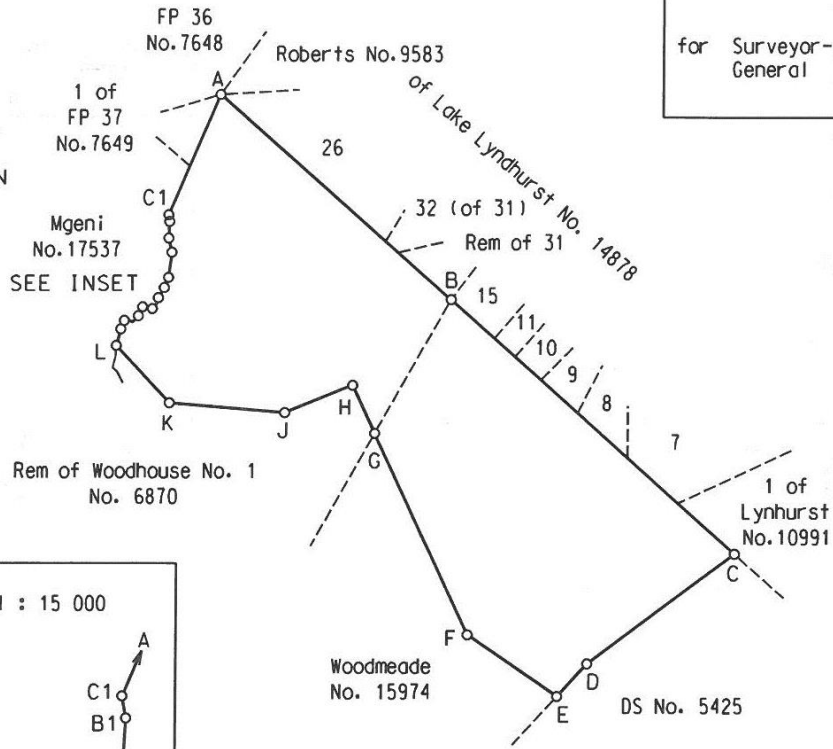 FP 36
No.7648
Roberts No.9583
for Surveyor-
General
A
1 of
FP 37
No.7649
of Lake Lyndhurst No. 14878
26
N
C1
32 (of 31)
Mgeni
No.17537
Rem of 31
SEE INSET
B
15
11
10
9
8
7
L
H
K
J
G
Rem of Woodhouse No. 1
No. 6870
1 of
Lynhurst
No.10991
C
: 15 000
A
F
C1
B1
Woodmeade
No. 15974
D
E
DS No. 5425